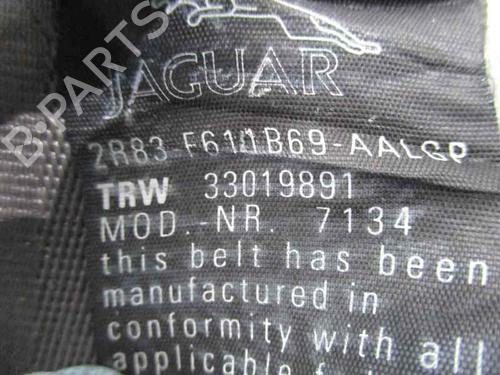 JAGUAR
2R83-F611B69-AALGP
TRW 33019891
MOD.-NR. 7134
this belt has been
manufactured in
conformity with all
applicable
B-PARTS